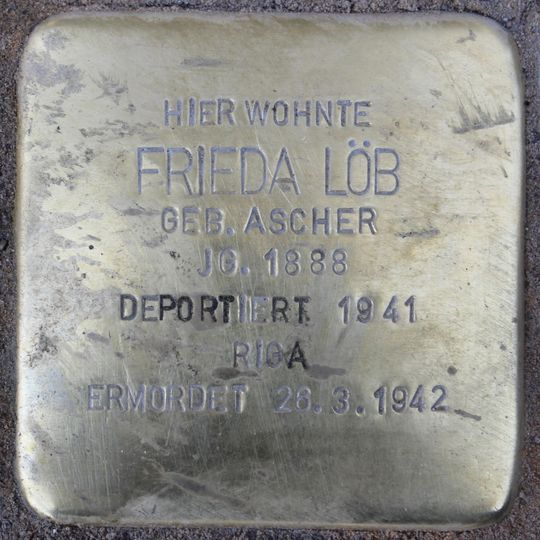 HIER WOHNTE
FRIEDA LÖB
GEB. ASCHER
JG. 1888
DEPORTIERT 1941
RIGA
ERMORDET 26.3.1942